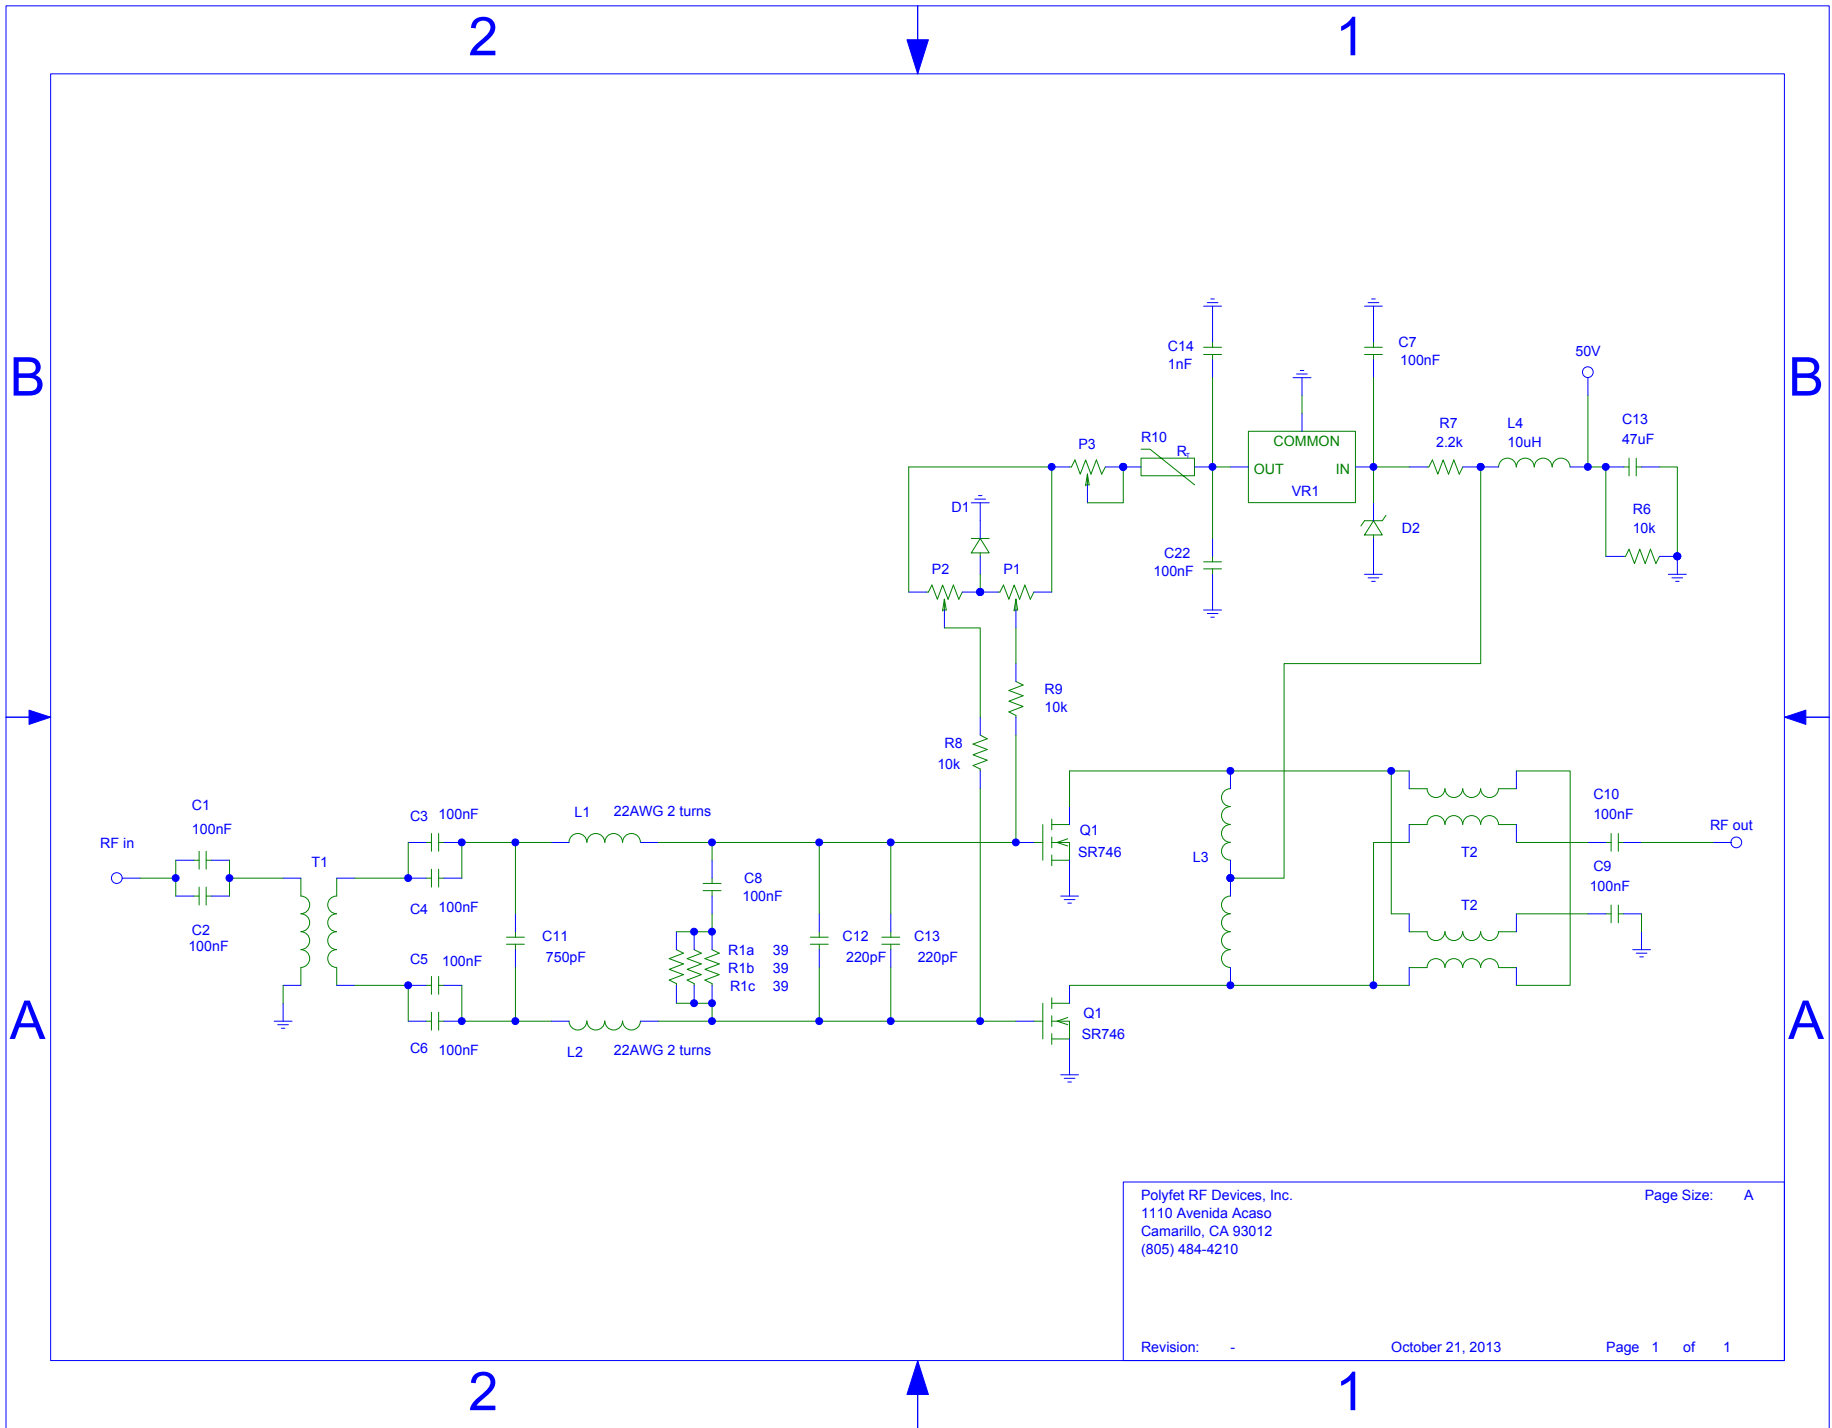 2
1
B
B
C14
1nF
C7
100nF
50V
P3
R10
R
T
COMMON
OUT
IN
VR1
R7
2.2k
L4
10uH
C13
47uF
D1
D2
R6
10k
P2
P1
C22
100nF
R9
10k
R8
10k
RF in
C1
100nF
C2
100nF
T1
C3
100nF
C4
100nF
C5
100nF
C6
100nF
L1
22AWG 2 turns
C11
750pF
C8
100nF
R1a 39
R1b 39
R1c 39
C12
220pF
C13
220pF
L2
22AWG 2 turns
Q1
SR746
Q1
SR746
L3
T2
T2
C10
100nF
C9
100nF
RF out
A
A
Polyfet RF Devices, Inc.
1110 Avenida Acaso
Camarillo, CA 93012
(805) 484-4210
Page Size: A
Revision: -
October 21, 2013
Page 1 of 1
2
1